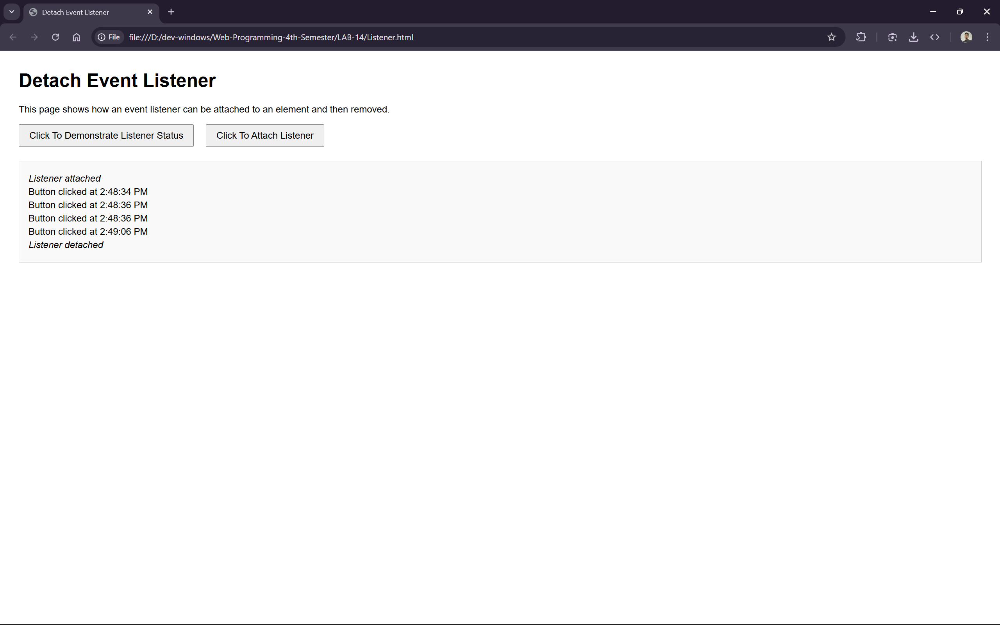 Detach Event Listener
File file:///D:/dev-windows/Web-Programming-4th-Semester/LAB-14/Listener.html
Detach Event Listener
This page shows how an event listener can be attached to an element and then removed.
Click To Demonstrate Listener Status Click To Attach Listener
Listener attached
Button clicked at 2:48:34 PM
Button clicked at 2:48:36 PM
Button clicked at 2:48:36 PM
Button clicked at 2:49:06 PM
Listener detached